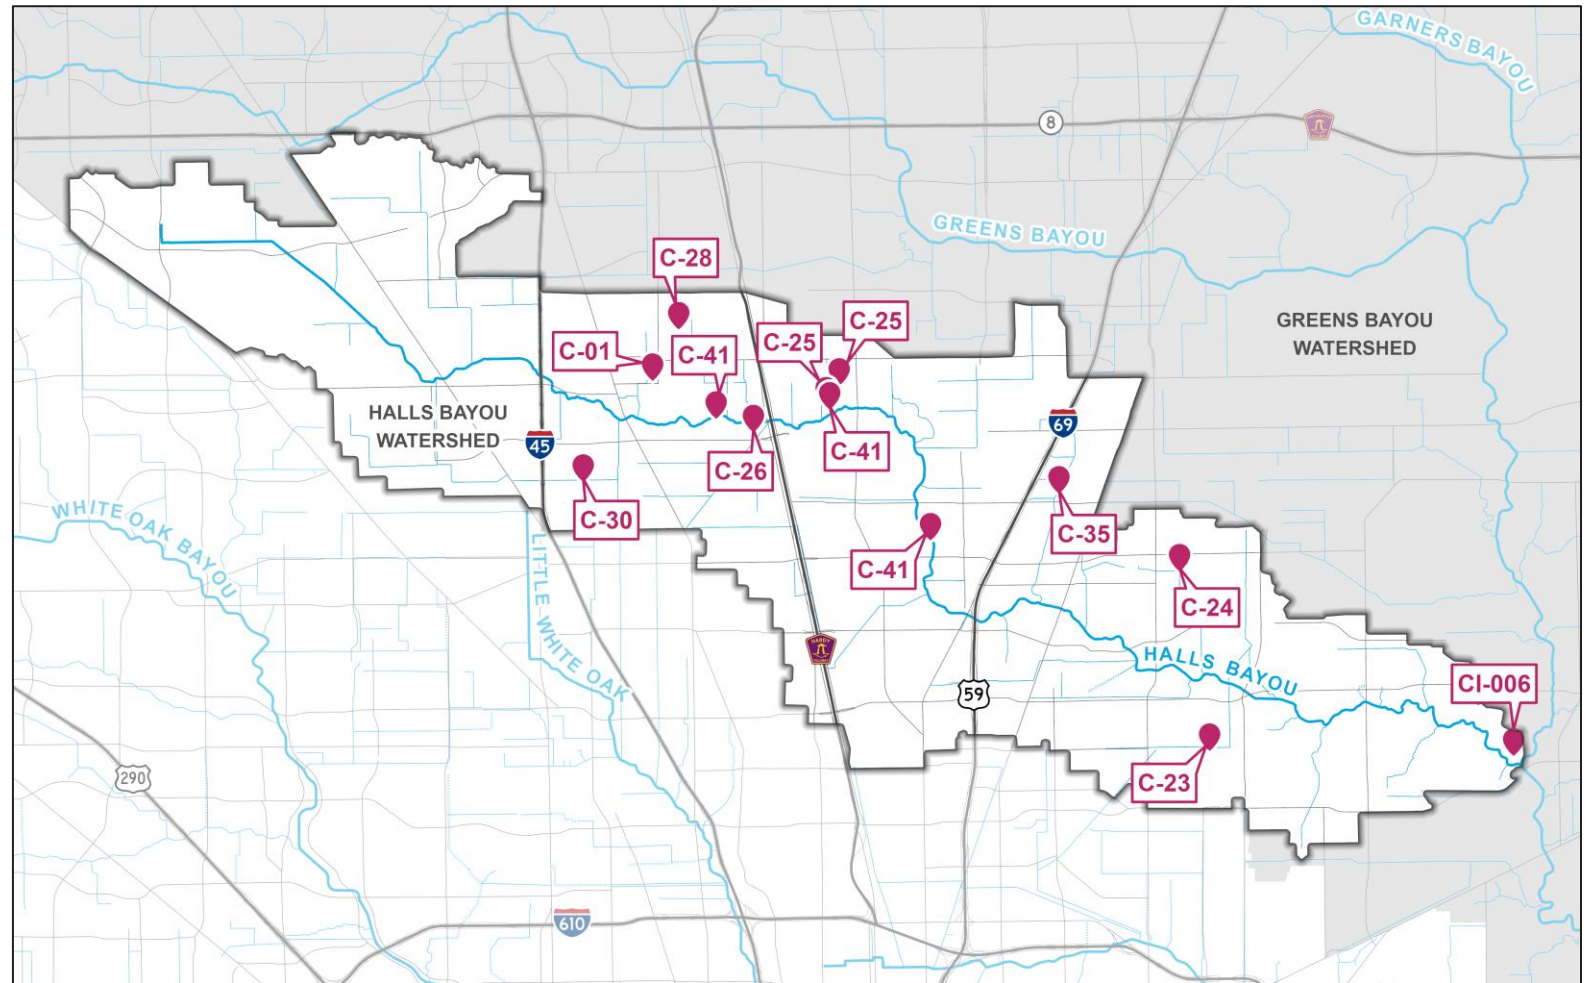 GARNERS BAYOU
8
GREENS BAYOU
C-28
GREENS BAYOU
WATERSHED
C-25
C-25
C-01
C-41
HALLS BAYOU
WATERSHED
69
45
C-41
C-26
C-30
C-35
WHITE OAK BAYOU
LITTLE WHITE OAK
C-41
C-24
HARDY
HALLS BAYOU
CI-006
59
290
C-23
610